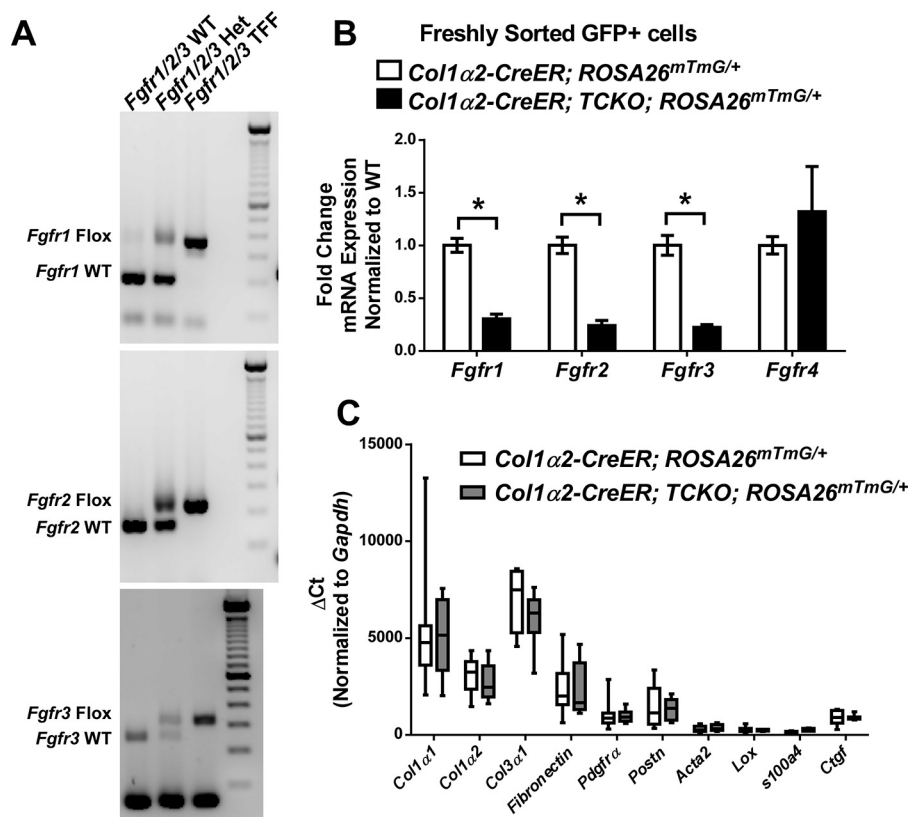 A
Fgfr1/2/3 WT
Fgfr1/2/3 Het
Fgfr1/2/3 TFF
Fgfr1 Flox
Fgfr1 WT
Fgfr2 Flox
Fgfr2 WT
Fgfr3 Flox
Fgfr3 WT
B
Freshly Sorted GFP+ cells
Col1α2-CreER; ROSA26mTmG/+
Col1α2-CreER; TCKO; ROSA26mTmG/+
Fold Change
mRNA Expression
Normalized to WT
2.0
1.5
1.0
0.5
0.0
* * *
Fgfr1 Fgfr2 Fgfr3 Fgfr4
C
Col1α2-CreER; ROSA26mTmG/+
Col1α2-CreER; TCKO; ROSA26mTmG/+
ΔCt
(Normalized to Gapdh)
15000
10000
5000
0
Col1α1 Col1α2 Col3α1 Fibronectin Pdgfrα Postn Acta2 Lox s100a4 Ctgf